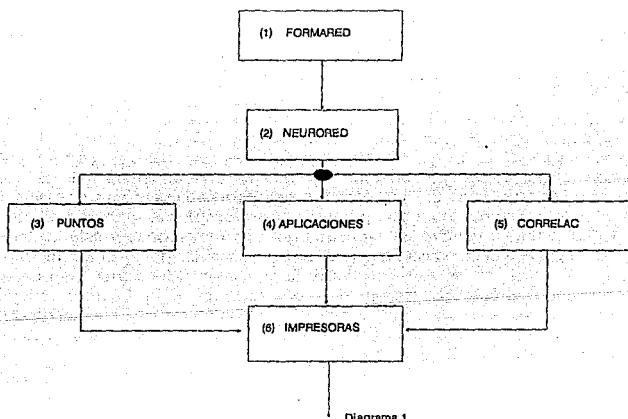 (1) FORMARED
(2) NEURORED
(3) PUNTOS
(4) APLICACIONES
(5) CORRELAC
(6) IMPRESORAS
Diagrama 1